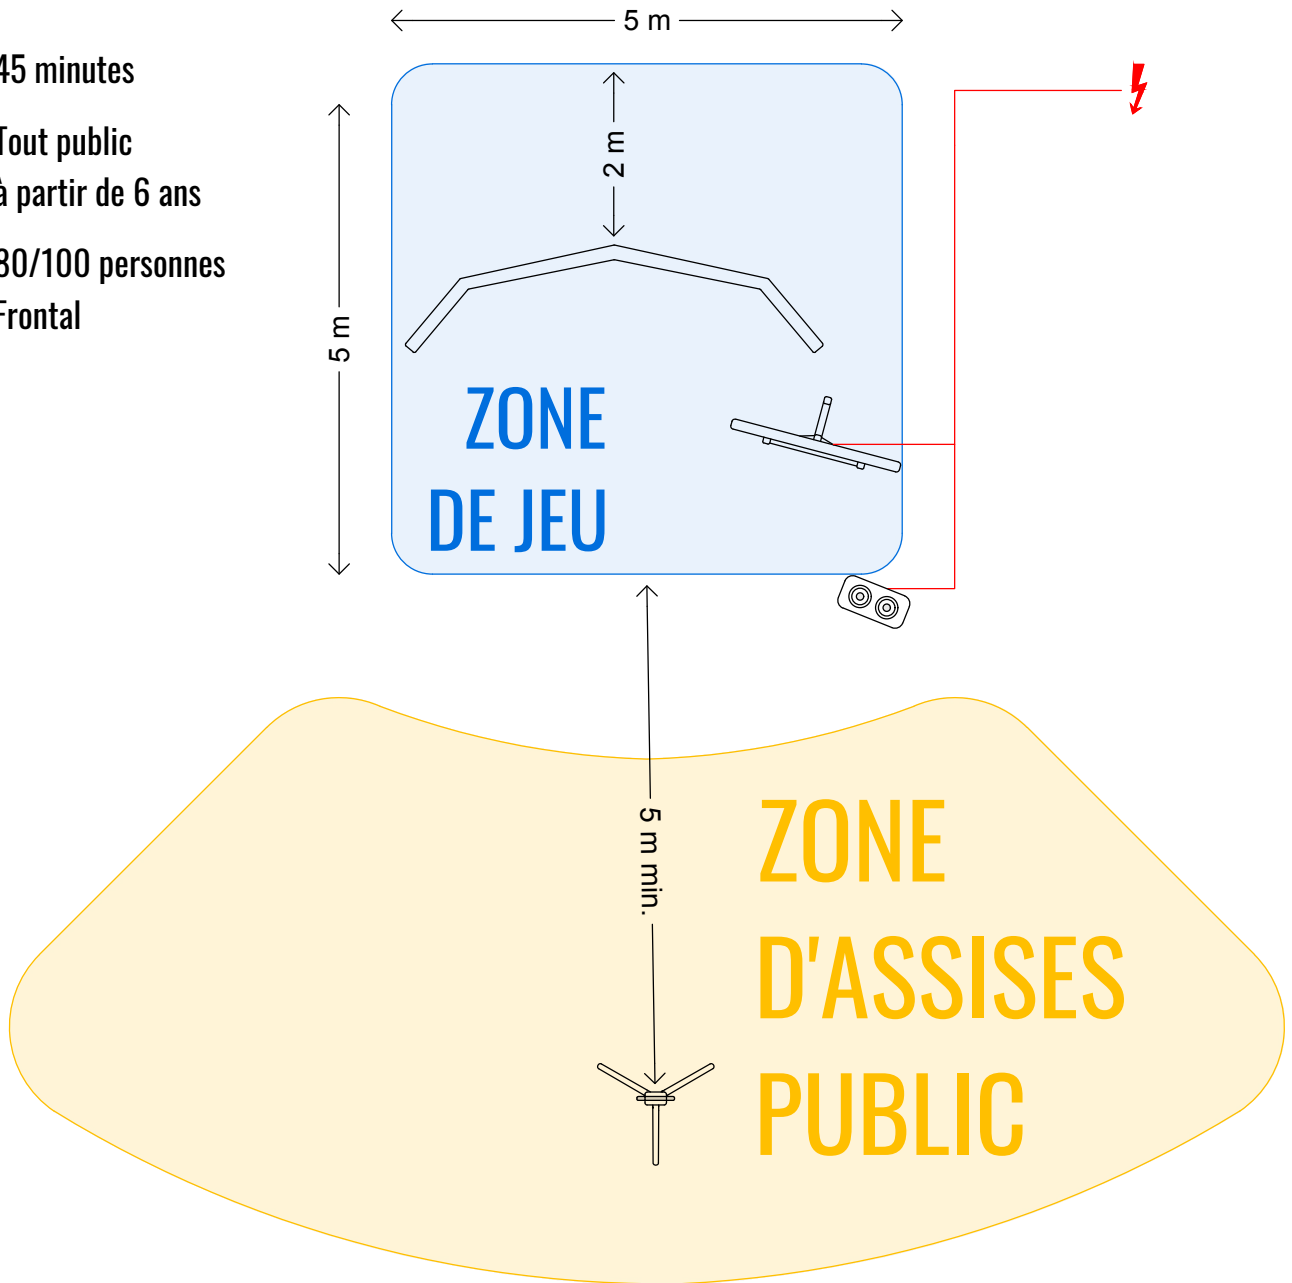 5 m
45 minutes
Tout public
à partir de 6 ans
80/100 personnes
Frontal
2 m
5 m
ZONE
DE JEU
5 m min.
ZONE
D'ASSISES
PUBLIC